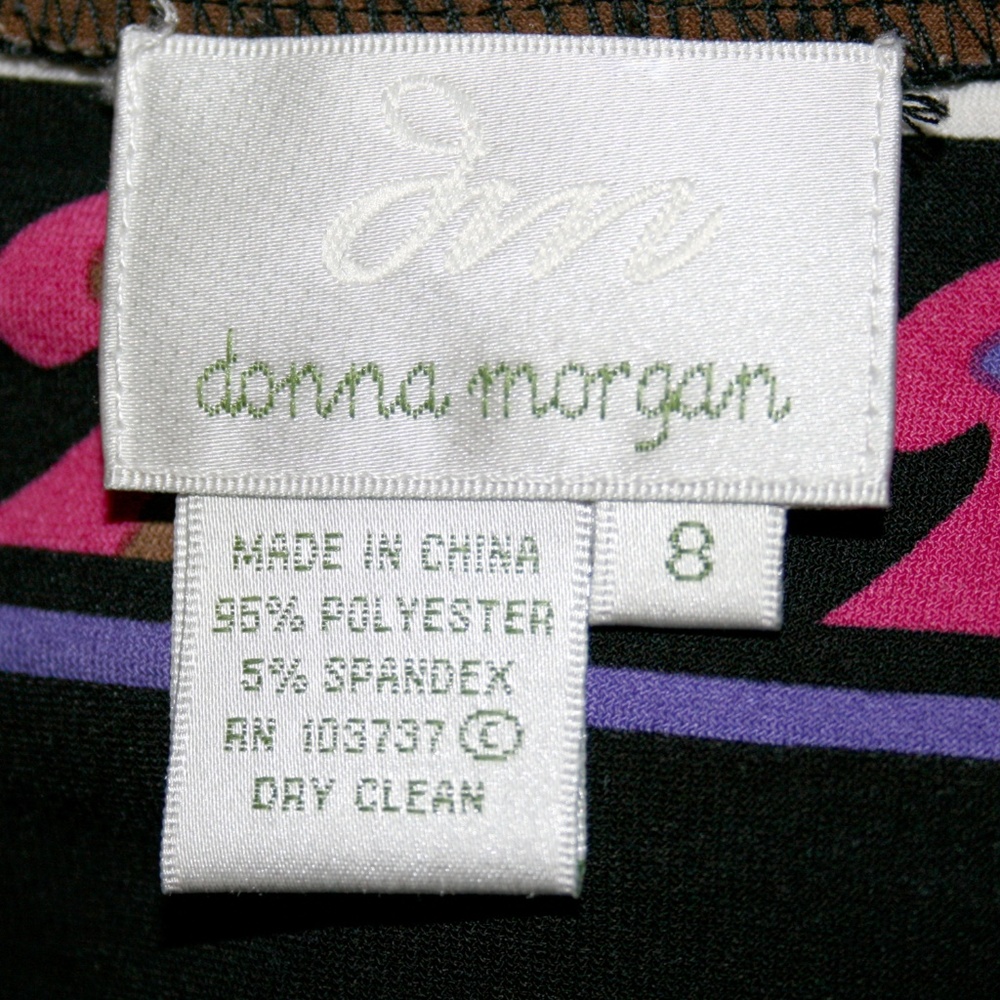 dm
donna morgan
8
MADE IN CHINA
95% POLYESTER
5% SPANDEX
RN 103737 ©
DRY CLEAN